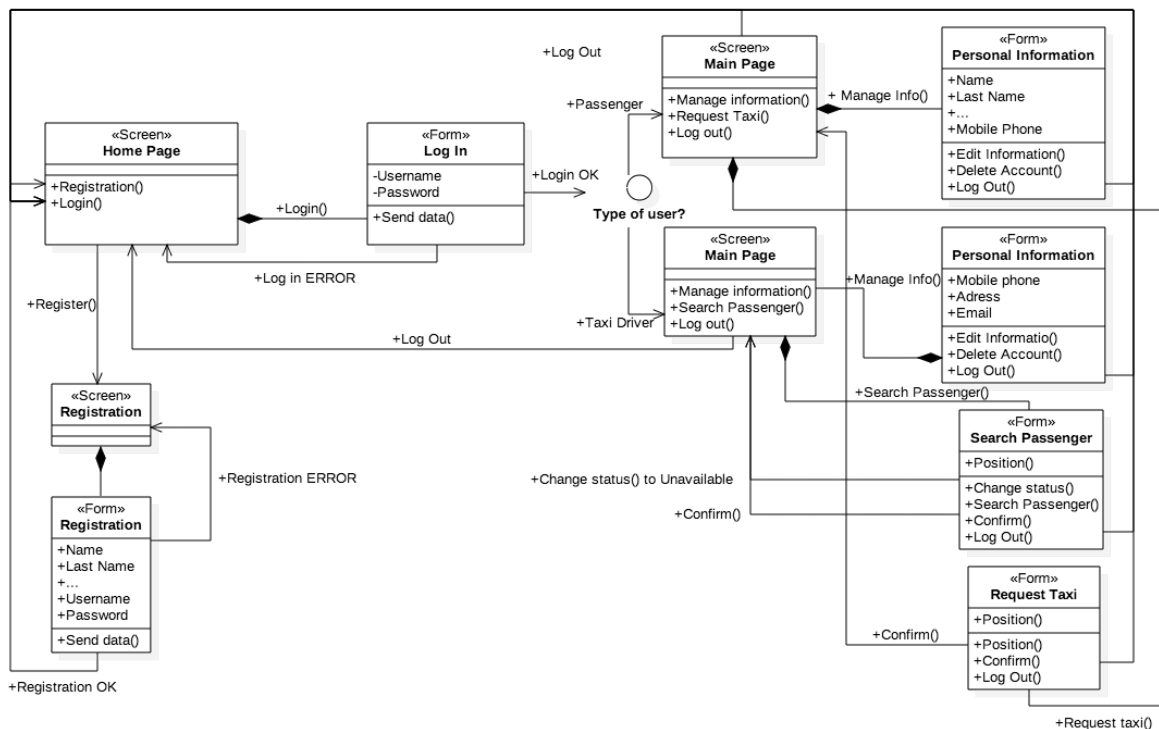 «Screen»
Home Page
+Registration()
+Login()
+Login()
«Form»
Log In
-Username
-Password
+Send data()
+Login OK
+Log in ERROR
+Register()
+Log Out
«Screen»
Registration
+Registration ERROR
«Form»
Registration
+Name
+Last Name
+...
+Username
+Password
+Send data()
+Registration OK
+Log Out
+Passenger
Type of user?
+Taxi Driver
«Screen»
Main Page
+Manage information()
+Request Taxi()
+Log out()
+ Manage Info()
«Form»
Personal Information
+Name
+Last Name
+...
+Mobile Phone
+Edit Information()
+Delete Account()
+Log Out()
«Screen»
Main Page
+Manage information()
+Search Passenger()
+Log out()
+Manage Info()
«Form»
Personal Information
+Mobile phone
+Adress
+Email
+Edit Informatio()
+Delete Account()
+Log Out()
+Search Passenger()
«Form»
Search Passenger
+Position()
+Change status()
+Search Passenger()
+Confirm()
+Log Out()
+Change status() to Unavailable
+Confirm()
«Form»
Request Taxi
+Position()
+Position()
+Confirm()
+Log Out()
+Confirm()
+Request taxi()